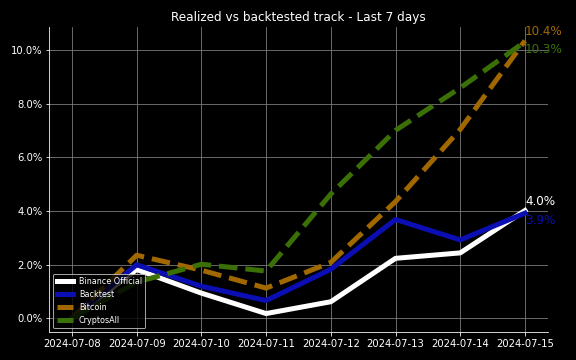 Realized vs backtested track - Last 7 days
10.4%
10.3%
10.0%
8.0%
6.0%
4.0%
4.0%
3.9%
2.0%
0.0%
Binance Official
Backtest
Bitcoin
CryptosAll
2024-07-08 2024-07-09 2024-07-10 2024-07-11 2024-07-12 2024-07-13 2024-07-14 2024-07-15